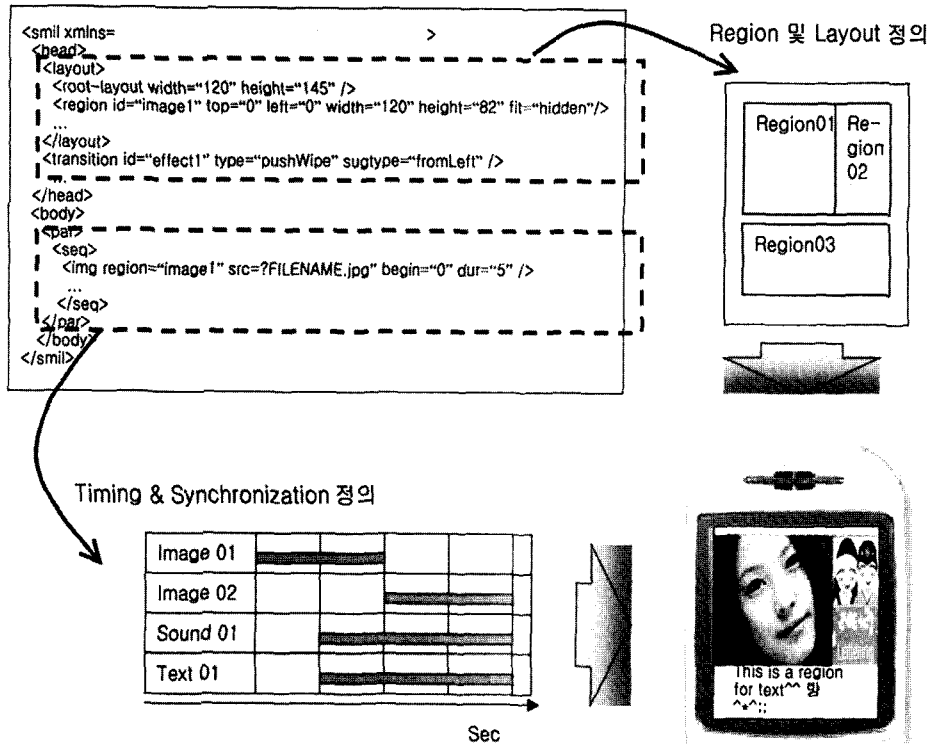 <smil xmlns= >
<head>
<layout>
<root-layout width="120" height="145" />
<region id="image1" top="0" left="0" width="120" height="82" fit="hidden"/>
...
</layout>
<transition id="effect1" type="pushWipe" sugtype="fromLeft" />
...
</head>
<body>
<par>
<seq>
<img region="image1" src=?FILENAME.jpg" begin="0" dur="5" />
...
</seq>
</par>
</body>
</smil>
Region 및 Layout 정의
Region01
Re-
gion
02
Region03
Timing & Synchronization 정의
Image 01
Image 02
Sound 01
Text 01
Sec
This is a region
for text^^
^*^;;